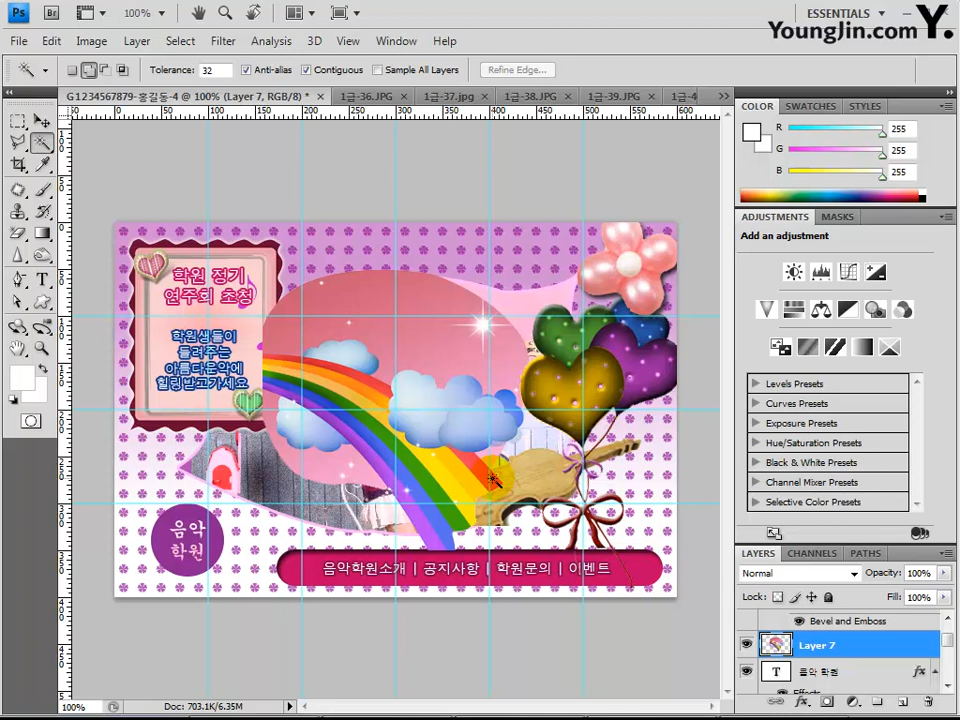 Ps
Br
100%
ESSENTIALS
YoungJin.com Y.
File Edit Image Layer Select Filter Analysis 3D View Window Help
Tolerance: 32 Anti-alias Contiguous Sample All Layers Refine Edge...
G1234567879-홍길동-4 @ 100% (Layer 7, RGB/8) * 1급-36.JPG 1급-37.jpg 1급-38.JPG 1급-39.JPG 1급-4
COLOR SWATCHES STYLES
R 255
G 255
B 255
ADJUSTMENTS MASKS
Add an adjustment
학원 정기
연주회 초청
학원생들이
들려주는
아름다운악에
힐링받고가세요
음악
학원
음악학원소개 | 공지사항 | 학원문의 | 이벤트
Levels Presets
Curves Presets
Exposure Presets
Hue/Saturation Presets
Black & White Presets
Channel Mixer Presets
Selective Color Presets
LAYERS CHANNELS PATHS
Normal Opacity: 100%
Lock: Fill: 100%
Bevel and Emboss
Layer 7
T 음악 학원 fx
Effects
100% Doc: 703.1K/6.35M